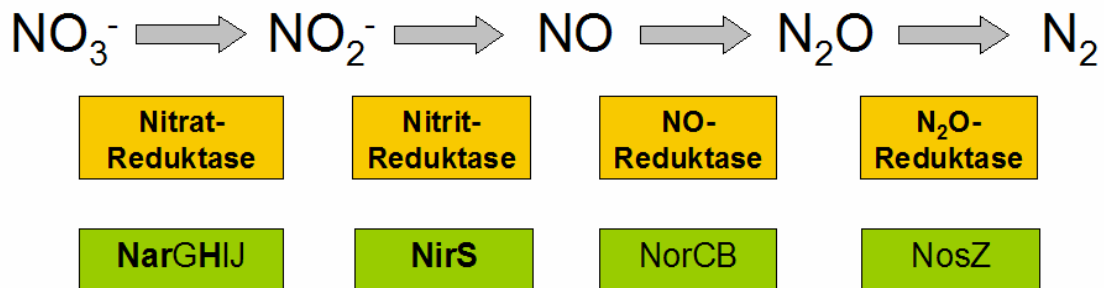 NO₃⁻ NO₂⁻ NO N₂O N₂
Nitrat-
Reduktase
Nitrit-
Reduktase
NO-
Reduktase
N₂O-
Reduktase
NarGHIJ NirS NorCB NosZ